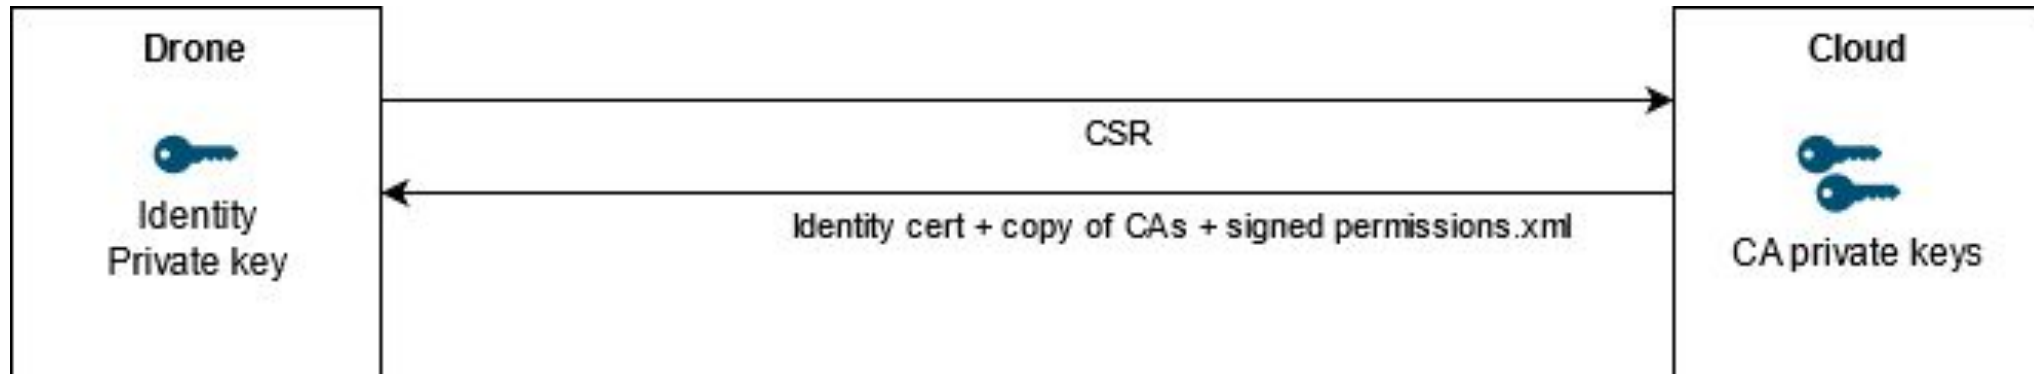 Drone
Cloud
CSR
Identity
Private key
Identity cert + copy of CAs + signed permissions.xml
CA private keys